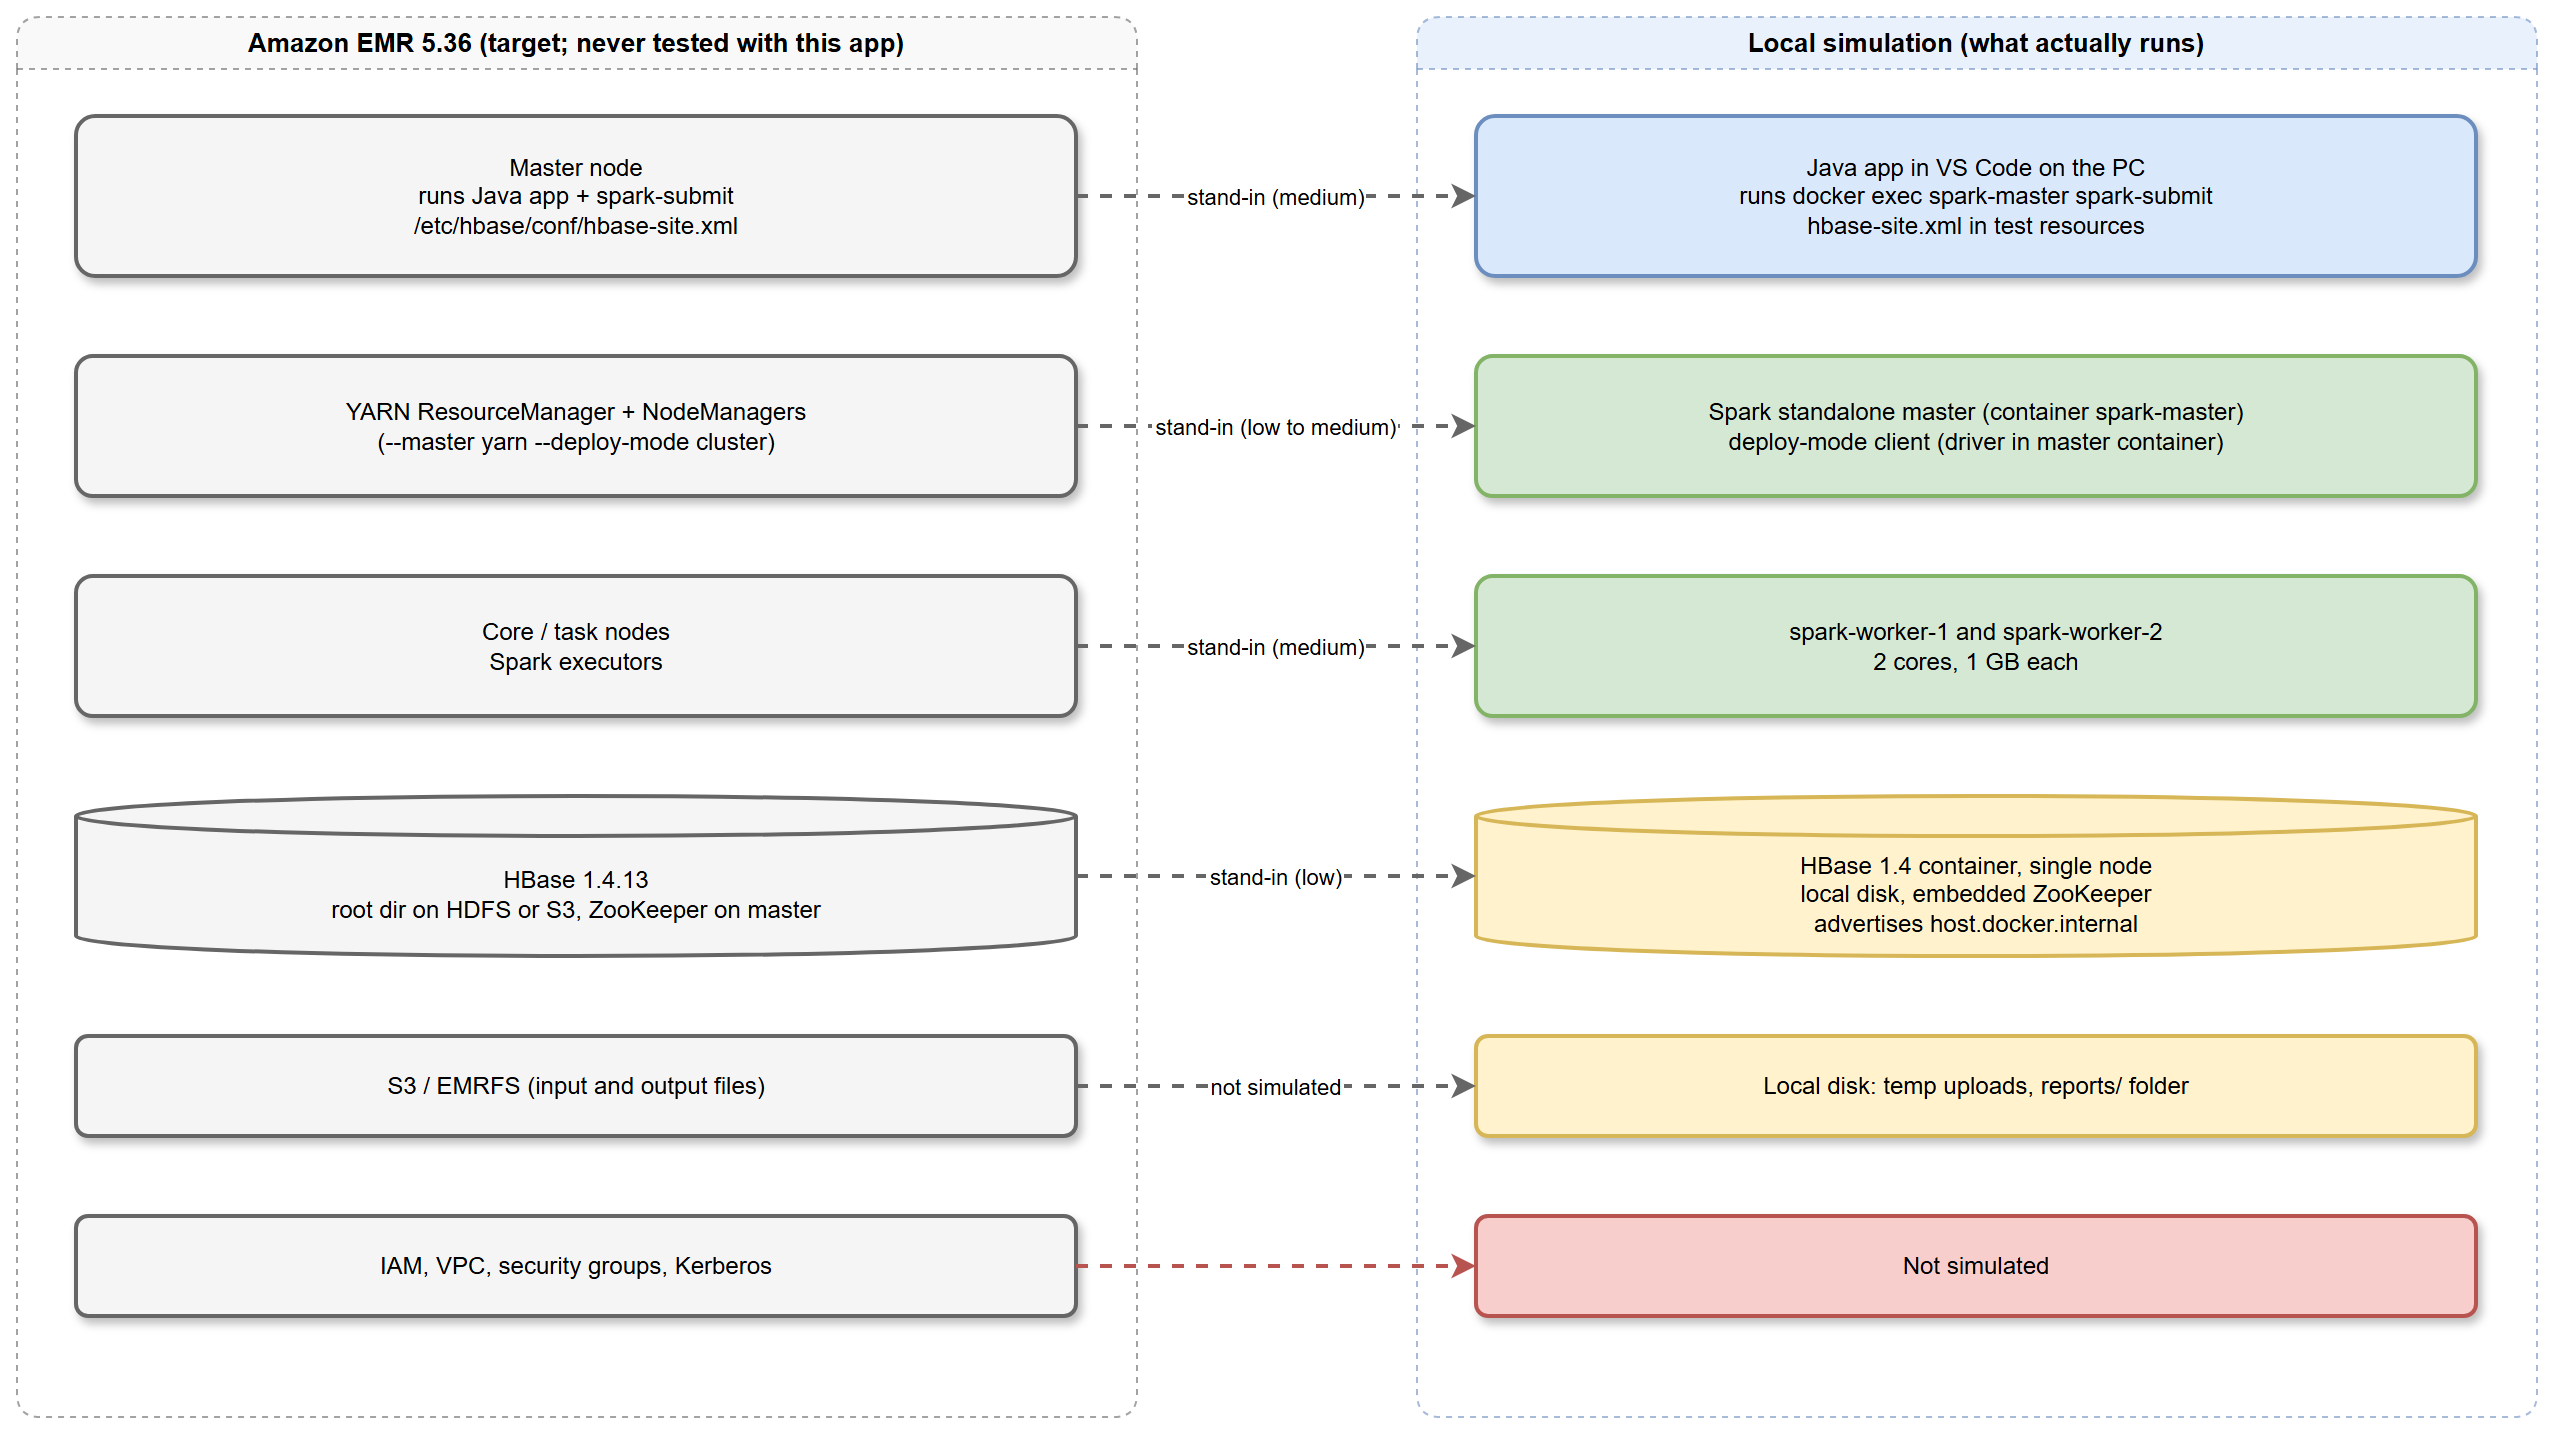 Amazon EMR 5.36 (target; never tested with this app)
Local simulation (what actually runs)
Master node
runs Java app + spark-submit
/etc/hbase/conf/hbase-site.xml
stand-in (medium)
Java app in VS Code on the PC
runs docker exec spark-master spark-submit
hbase-site.xml in test resources
YARN ResourceManager + NodeManagers
(--master yarn --deploy-mode cluster)
stand-in (low to medium)
Spark standalone master (container spark-master)
deploy-mode client (driver in master container)
Core / task nodes
Spark executors
stand-in (medium)
spark-worker-1 and spark-worker-2
2 cores, 1 GB each
HBase 1.4.13
root dir on HDFS or S3, ZooKeeper on master
stand-in (low)
HBase 1.4 container, single node
local disk, embedded ZooKeeper
advertises host.docker.internal
S3 / EMRFS (input and output files)
not simulated
Local disk: temp uploads, reports/ folder
IAM, VPC, security groups, Kerberos
Not simulated